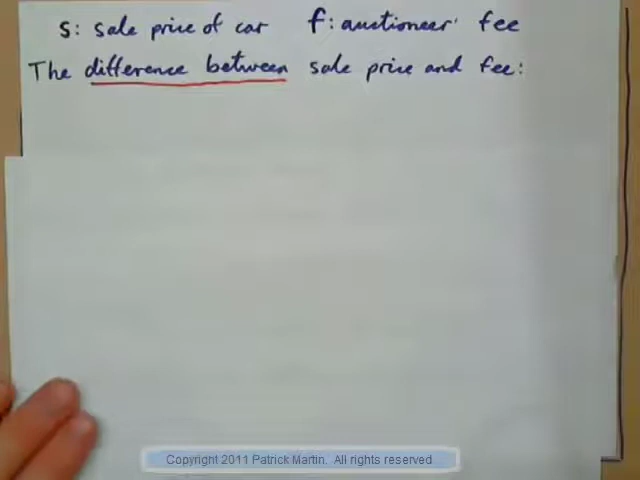 s: sale price of car f: auctioneer' fee
The difference between sale price and fee:
Copyright 2011 Patrick Martin. All rights reserved